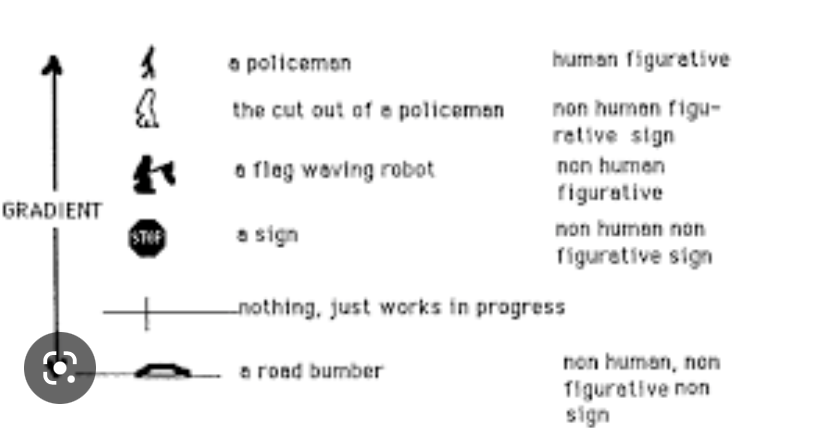 a policeman human figurative
the cut out of a policeman non human figu-
rative sign
a flag waving robot non human
figurative
GRADIENT
STOP a sign non human non
figurative sign
nothing, just works in progress
a road bumber non human, non
figurative non
sign